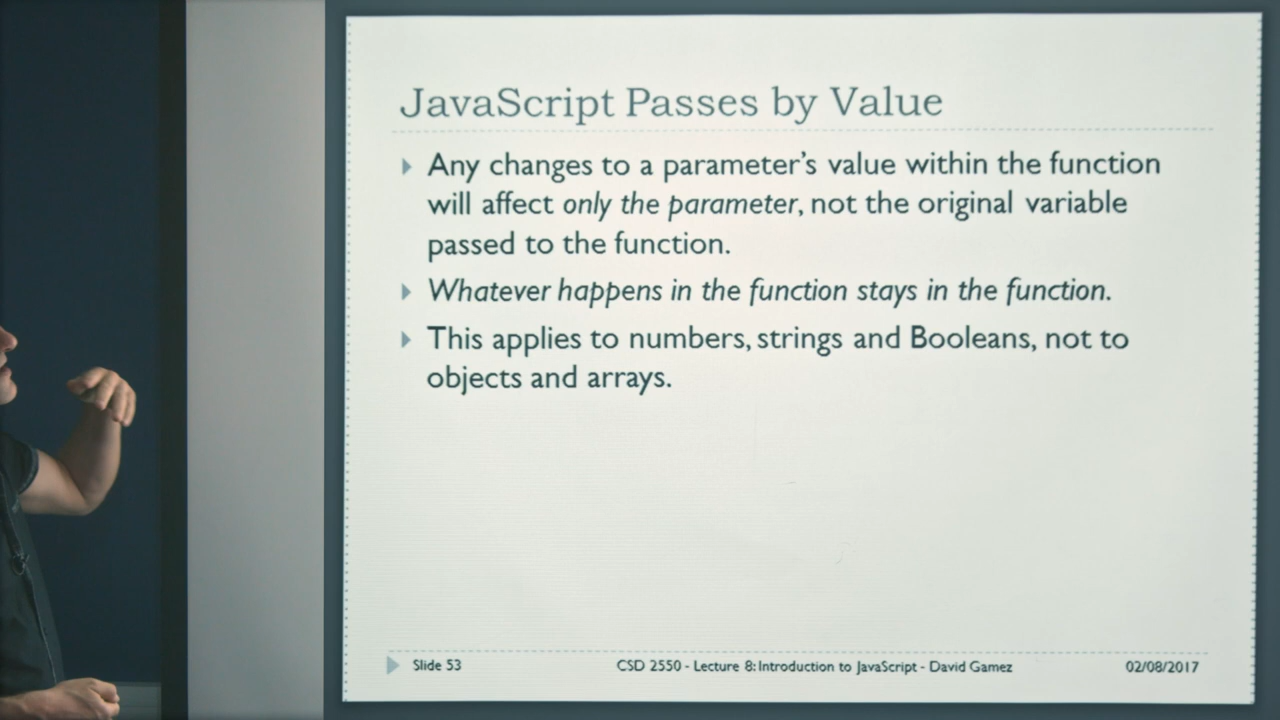 JavaScript Passes by Value
Any changes to a parameter's value within the function
will affect only the parameter, not the original variable
passed to the function.
Whatever happens in the function stays in the function.
This applies to numbers, strings and Booleans, not to
objects and arrays.
Slide 53
CSD 2550 - Lecture 8: Introduction to JavaScript - David Gamez
02/08/2017